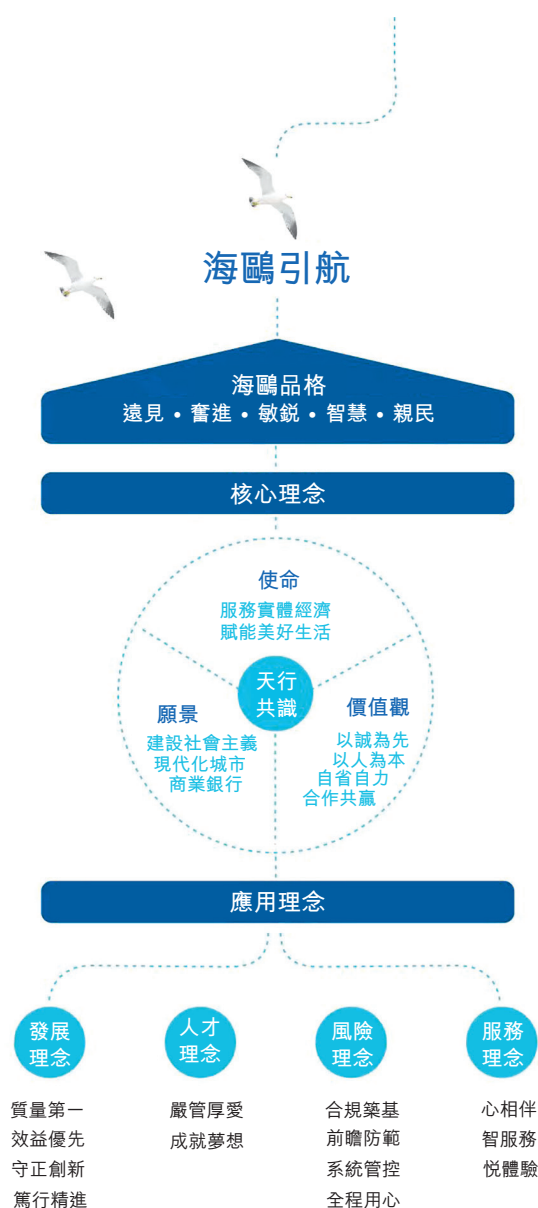 海鷗引航
海鷗品格
遠見 • 奮進 • 敏銳 • 智慧 • 親民
核心理念
使命
服務實體經濟
賦能美好生活
天行
共識
願景
建設社會主義
現代化城市
商業銀行
價值觀
以誠為先
以人為本
自省自力
合作共贏
應用理念
發展
理念
質量第一
效益優先
守正創新
篤行精進
人才
理念
嚴管厚愛
成就夢想
風險
理念
合規築基
前瞻防範
系統管控
全程用心
服務
理念
心相伴
智服務
悅體驗